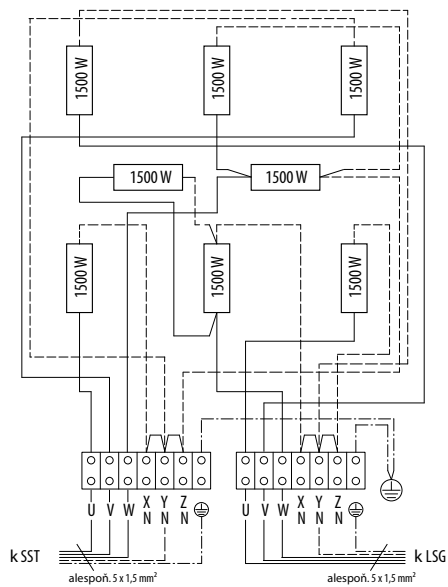 1500 W
1500 W
1500 W
1500 W
1500 W
1500 W
1500 W
1500 W
U V W X Y Z
N N N
U V W X Y Z
N N N
k SST
k LSG
alespoň. 5 x 1,5 mm²
alespoň. 5 x 1,5 mm²